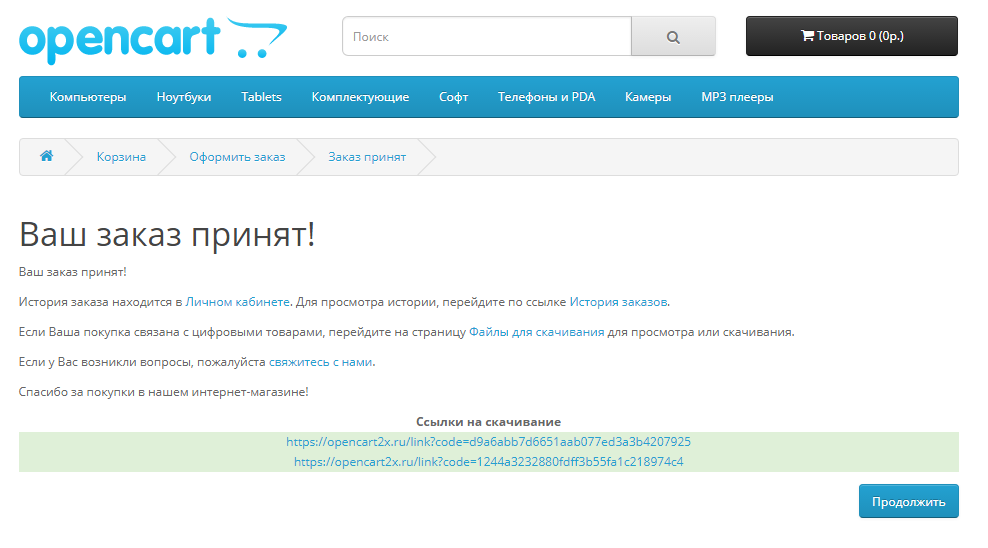 opencart
Поиск
Товаров 0 (0р.)
Компьютеры Ноутбуки Tablets Комплектующие Софт Телефоны и PDA Камеры MP3 плееры
Корзина Оформить заказ Заказ принят
Ваш заказ принят!
Ваш заказ принят!
История заказа находится в Личном кабинете. Для просмотра истории, перейдите по ссылке История заказов.
Если Ваша покупка связана с цифровыми товарами, перейдите на страницу Файлы для скачивания для просмотра или скачивания.
Если у Вас возникли вопросы, пожалуйста свяжитесь с нами.
Спасибо за покупки в нашем интернет-магазине!
Ссылки на скачивание
https://opencart2x.ru/link?code=d9a6abb7d6651aab077ed3a3b4207925
https://opencart2x.ru/link?code=1244a3232880fdff3b55fa1c218974c4
Продолжить